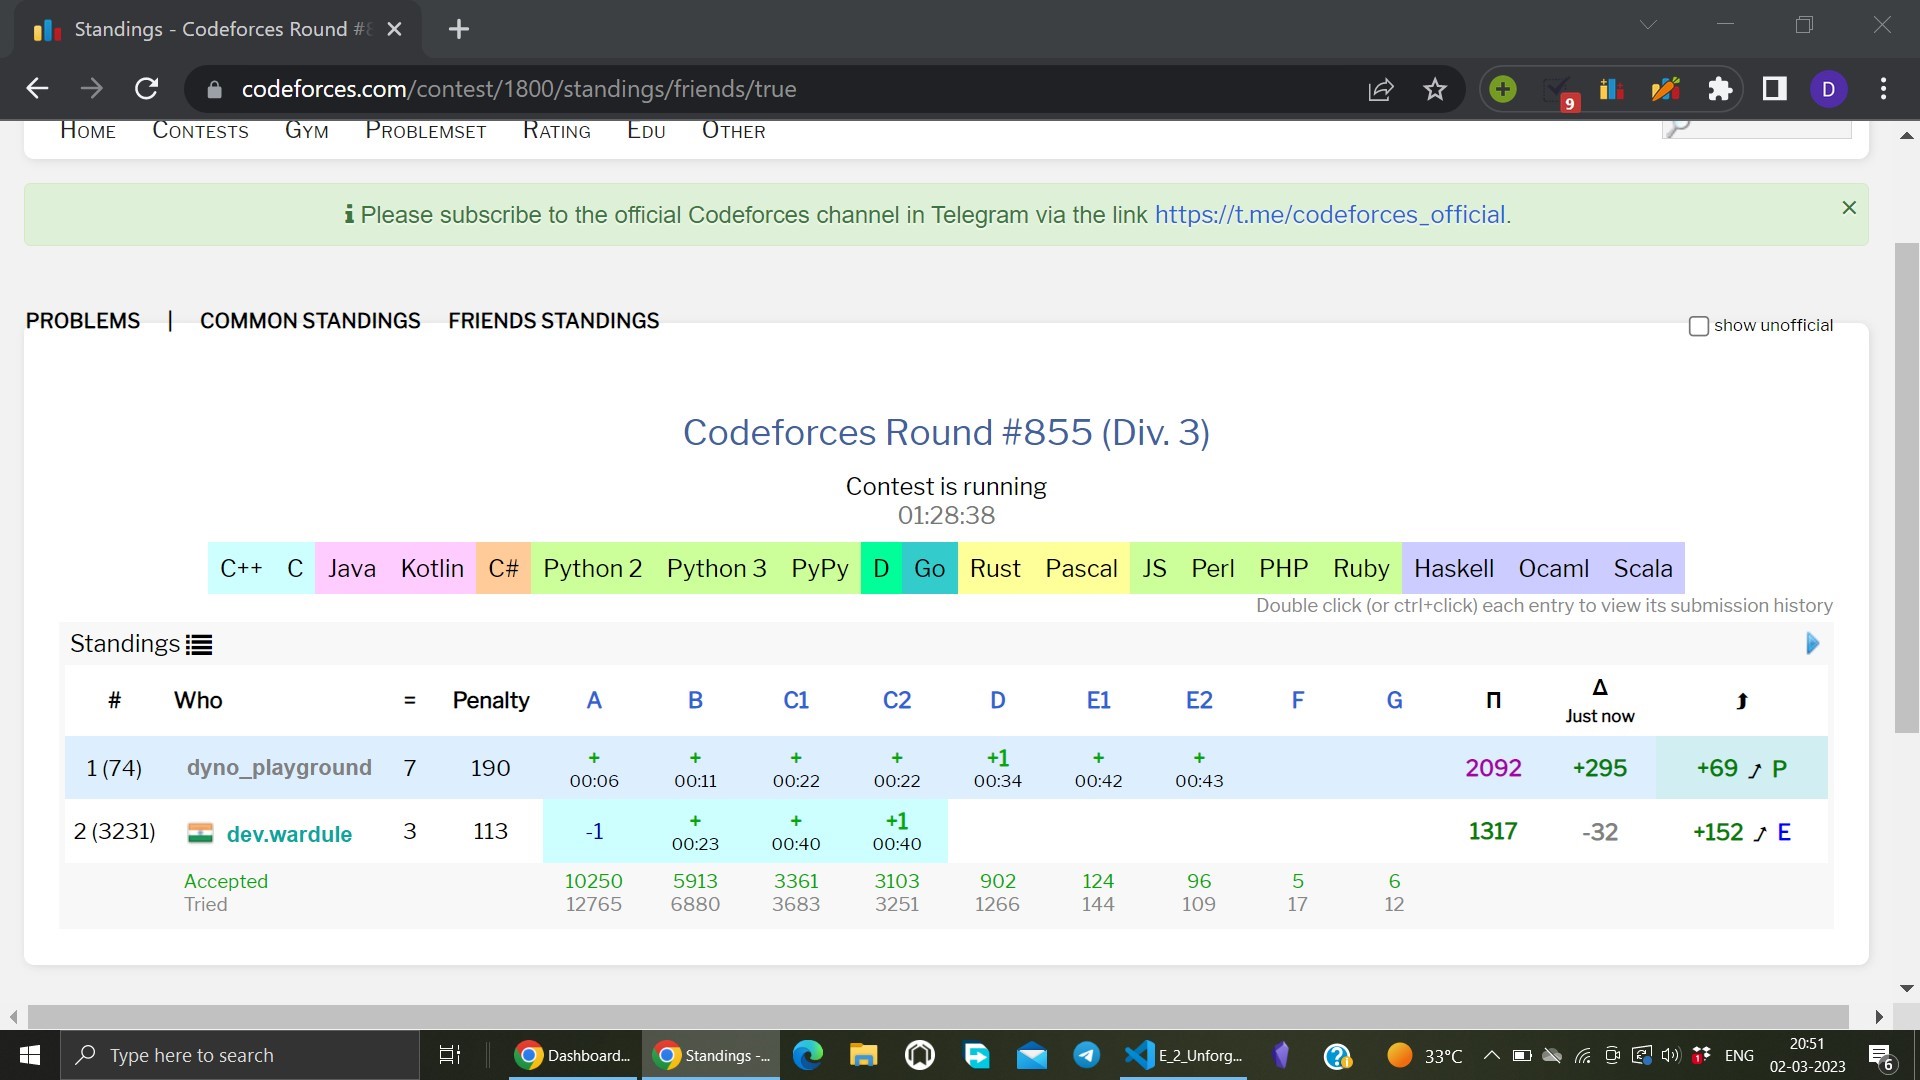 Standings - Codeforces Round #8
codeforces.com/contest/1800/standings/friends/true
9
D
HOME CONTESTS GYM PROBLEMSET RATING EDU OTHER
Please subscribe to the official Codeforces channel in Telegram via the link https://t.me/codeforces_official.
PROBLEMS | COMMON STANDINGS FRIENDS STANDINGS
show unofficial
Codeforces Round #855 (Div. 3)
Contest is running
01:28:38
C++ C Java Kotlin C# Python 2 Python 3 PyPy D Go Rust Pascal JS Perl PHP Ruby Haskell Ocaml Scala
Double click (or ctrl+click) each entry to view its submission history
Standings
# Who = Penalty A B C1 C2 D E1 E2 F G Π Δ
Just now
1 (74) dyno_playground 7 190 + + + + +1 + + 2092 +295 +69 P
00:06 00:11 00:22 00:22 00:34 00:42 00:43
2 (3231) dev.wardule 3 113 -1 + + +1 1317 -32 +152 E
00:23 00:40 00:40
Accepted 10250 5913 3361 3103 902 124 96 5 6
Tried 12765 6880 3683 3251 1266 144 109 17 12
Type here to search
Dashboard...
Standings -...
E_2_Unforg...
33°C
ENG
20:51
02-03-2023
6